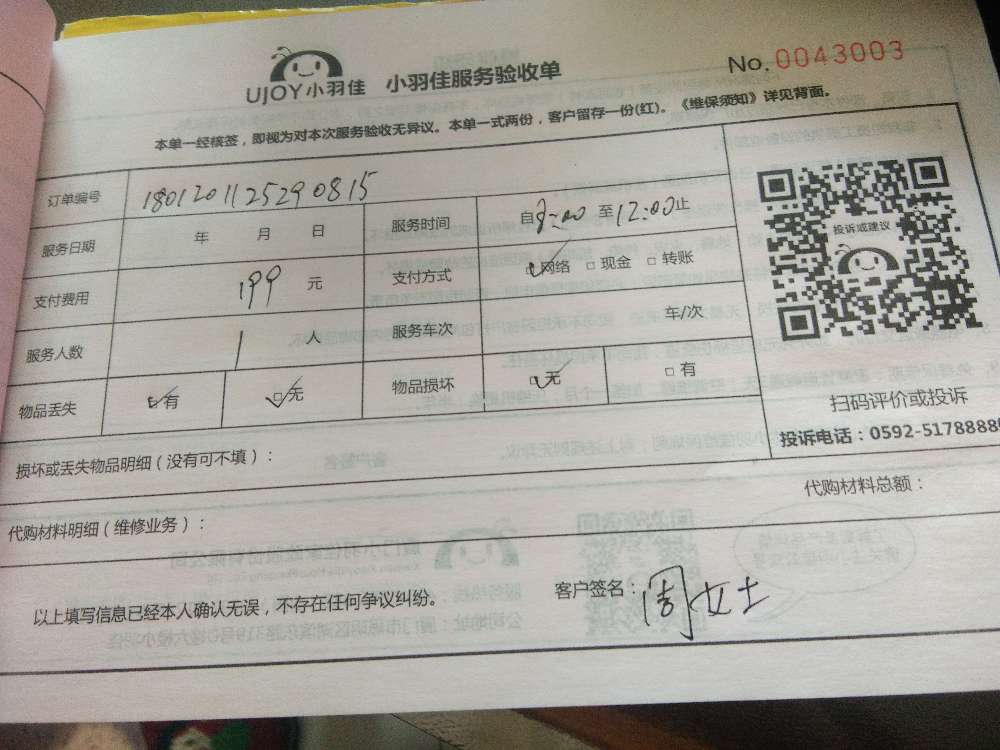 UJOY小羽佳 小羽佳服务验收单 No.0043003
本单一经核签，即视为对本次服务验收无异议。本单一式两份，客户留存一份(红)。《维保须知》详见背面。
订单编号 1801201125290815
服务日期 年 月 日 服务时间 自8:00至12:00止
支付费用 199 元 支付方式 ☑网络 □现金 □转账
服务人数 1 人 服务车次 车/次
物品丢失 ☑有 ☑无 物品损坏 ☑无 □有
投诉或建议
扫码评价或投诉
投诉电话：0592-5178888
损坏或丢失物品明细（没有可不填）：
代购材料明细（维修业务）： 代购材料总额：
以上填写信息已经本人确认无误，不存在任何争议纠纷。 客户签名：周女士